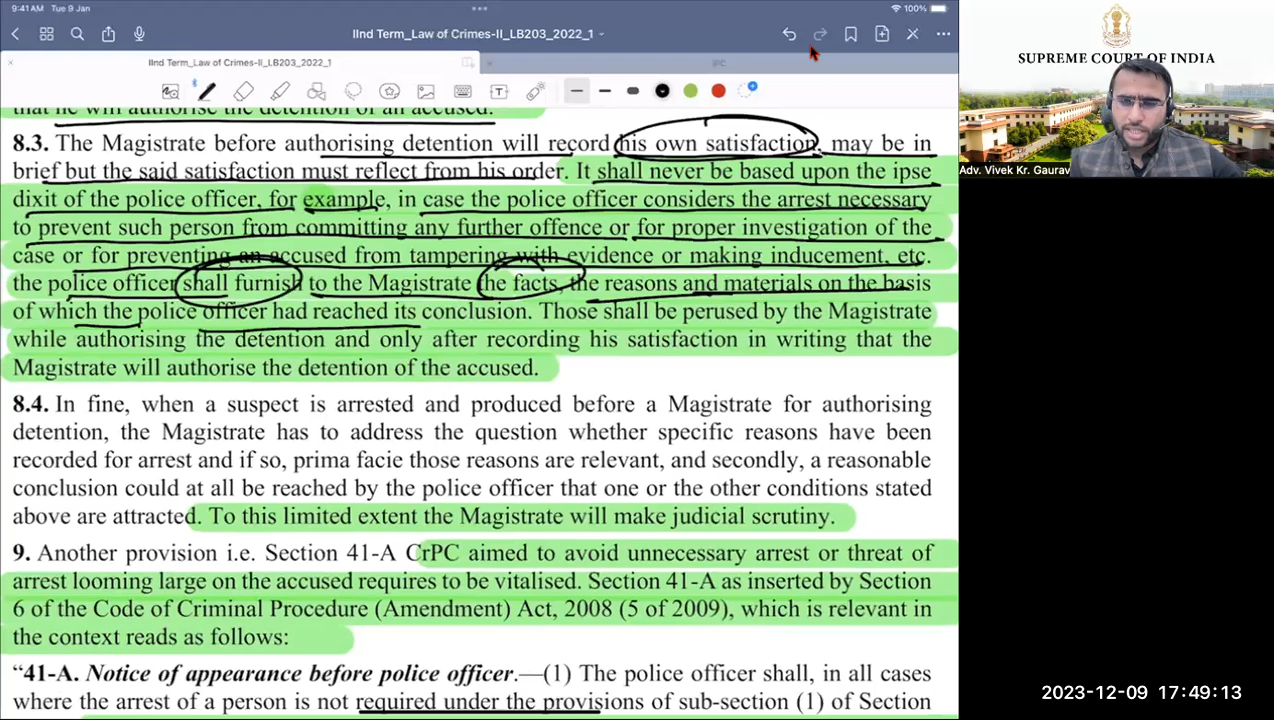 9:41 AM Tue 9 Jan
100%
IInd Term_Law of Crimes-II_LB203_2022_1
IInd Term_Law of Crimes-II_LB203_2022_1
IPC
that he will authorise the detention of an accused.
8.3. The Magistrate before authorising detention will record his own satisfaction, may be in
brief but the said satisfaction must reflect from his order. It shall never be based upon the ipse
dixit of the police officer, for example, in case the police officer considers the arrest necessary
to prevent such person from committing any further offence or for proper investigation of the
case or for preventing an accused from tampering with evidence or making inducement, etc.
the police officer shall furnish to the Magistrate the facts, the reasons and materials on the basis
of which the police officer had reached its conclusion. Those shall be perused by the Magistrate
while authorising the detention and only after recording his satisfaction in writing that the
Magistrate will authorise the detention of the accused.
8.4. In fine, when a suspect is arrested and produced before a Magistrate for authorising
detention, the Magistrate has to address the question whether specific reasons have been
recorded for arrest and if so, prima facie those reasons are relevant, and secondly, a reasonable
conclusion could at all be reached by the police officer that one or the other conditions stated
above are attracted. To this limited extent the Magistrate will make judicial scrutiny.
9. Another provision i.e. Section 41-A CrPC aimed to avoid unnecessary arrest or threat of
arrest looming large on the accused requires to be vitalised. Section 41-A as inserted by Section
6 of the Code of Criminal Procedure (Amendment) Act, 2008 (5 of 2009), which is relevant in
the context reads as follows:
“41-A. Notice of appearance before police officer.—(1) The police officer shall, in all cases
where the arrest of a person is not required under the provisions of sub-section (1) of Section
SUPREME COURT OF INDIA
Adv. Vivek Kr. Gaurav
2023-12-09 17:49:13